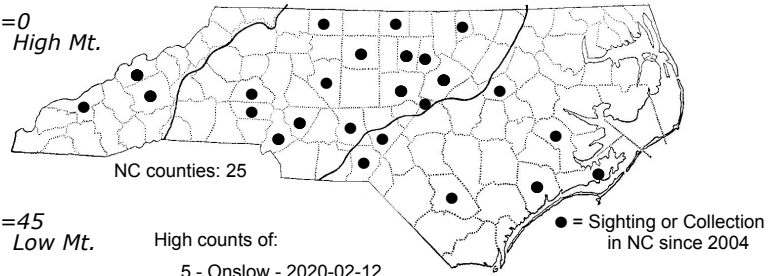 =0
High Mt.
NC counties: 25
=45
Low Mt.
High counts of:
5 - Onslow - 2020-02-12
● = Sighting or Collection
in NC since 2004